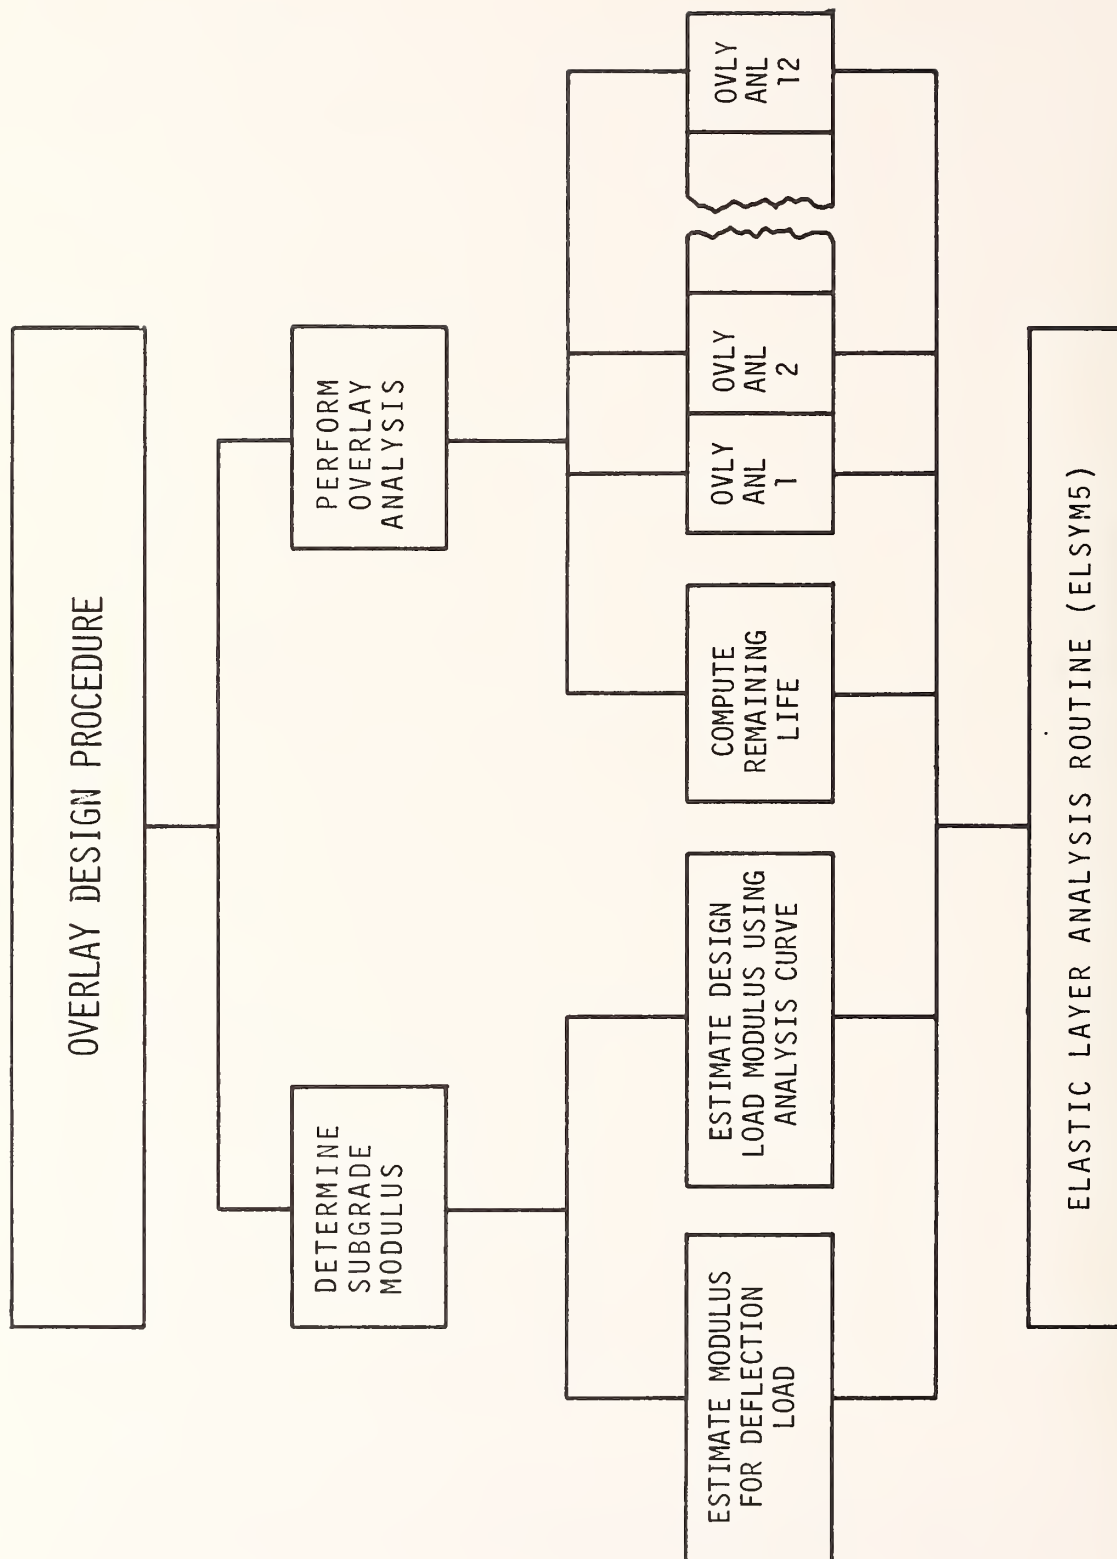 OVERLAY DESIGN PROCEDURE
DETERMINE
SUBGRADE
MODULUS
PERFORM
OVERLAY
ANALYSIS
ESTIMATE MODULUS
FOR DEFLECTION
LOAD
ESTIMATE DESIGN
LOAD MODULUS USING
ANALYSIS CURVE
COMPUTE
REMAINING
LIFE
OVLY
ANL
1
OVLY
ANL
2
OVLY
ANL
12
ELASTIC LAYER ANALYSIS ROUTINE (ELSYM5)